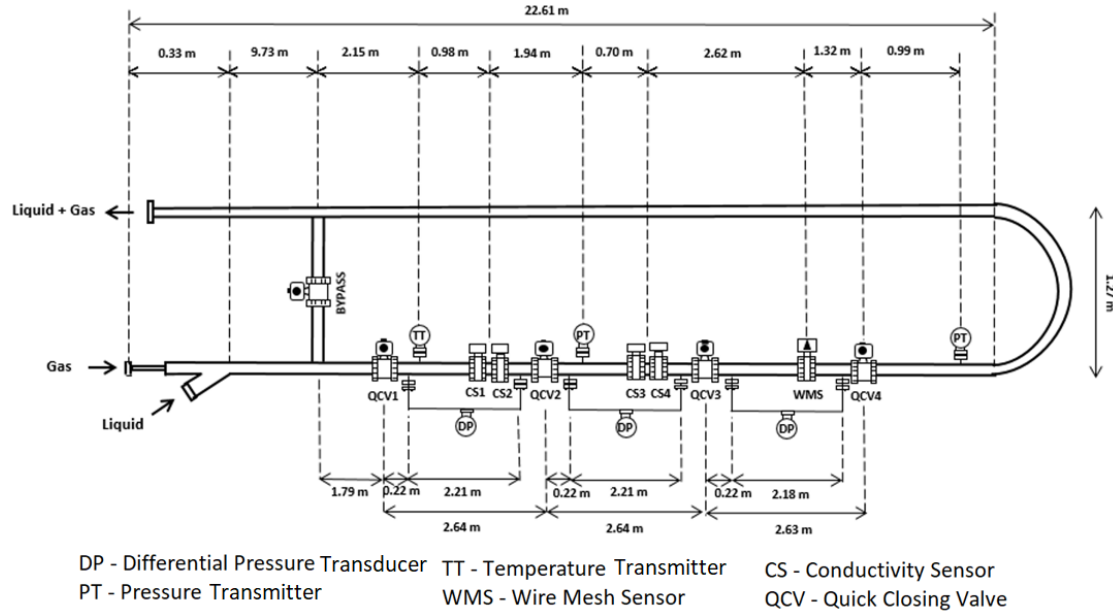 22.61 m
0.33 m 9.73 m 2.15 m 0.98 m 1.94 m 0.70 m 2.62 m 1.32 m 0.99 m
Liquid + Gas
BYPASS
1.27 m
TT PT PT
Gas
QCV1 CS1 CS2 QCV2 CS3 CS4 QCV3 WMS QCV4
Liquid
DP DP DP
1.79 m 0.22 m 2.21 m 0.22 m 2.21 m 0.22 m 2.18 m
2.64 m 2.64 m 2.63 m
DP - Differential Pressure Transducer TT - Temperature Transmitter CS - Conductivity Sensor
PT - Pressure Transmitter WMS - Wire Mesh Sensor QCV - Quick Closing Valve